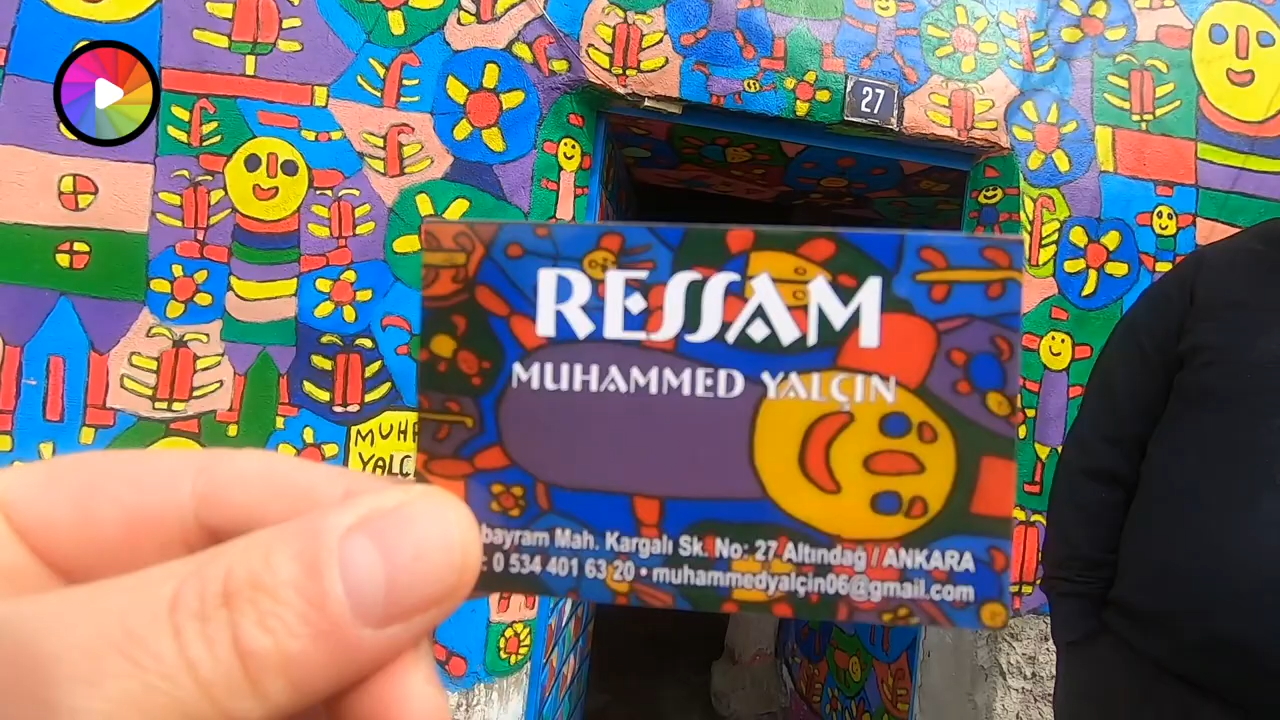 27
RESSAM
MUHAMMED YALÇIN
MUH
YALÇ
bayram Mah. Kargalı Sk. No: 27 Altındağ / ANKARA
: 0 534 401 63 20 • muhammedyalçin06@gmail.com